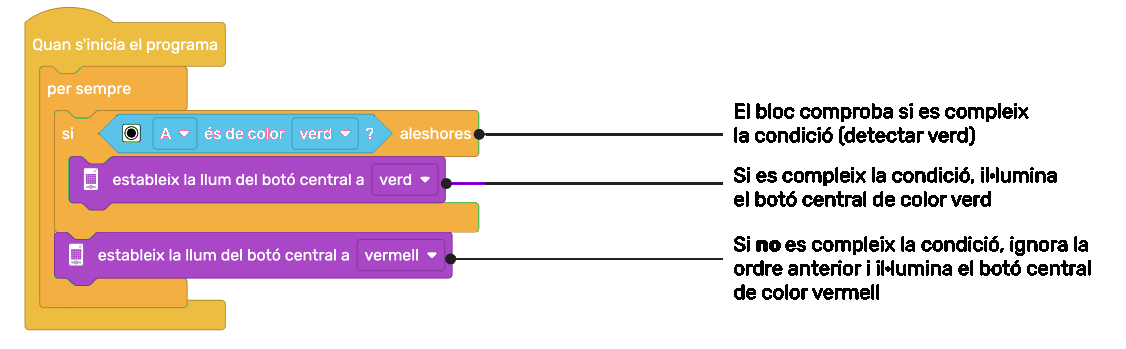 Quan s'inicia el programa
per sempre
si A és de color verd ? aleshores
estableix la llum del botó central a verd
estableix la llum del botó central a vermell
El bloc comproba si es compleix
la condició (detectar verd)
Si es compleix la condició, il·lumina
el botó central de color verd
Si no es compleix la condició, ignora la
ordre anterior i il·lumina el botó central
de color vermell